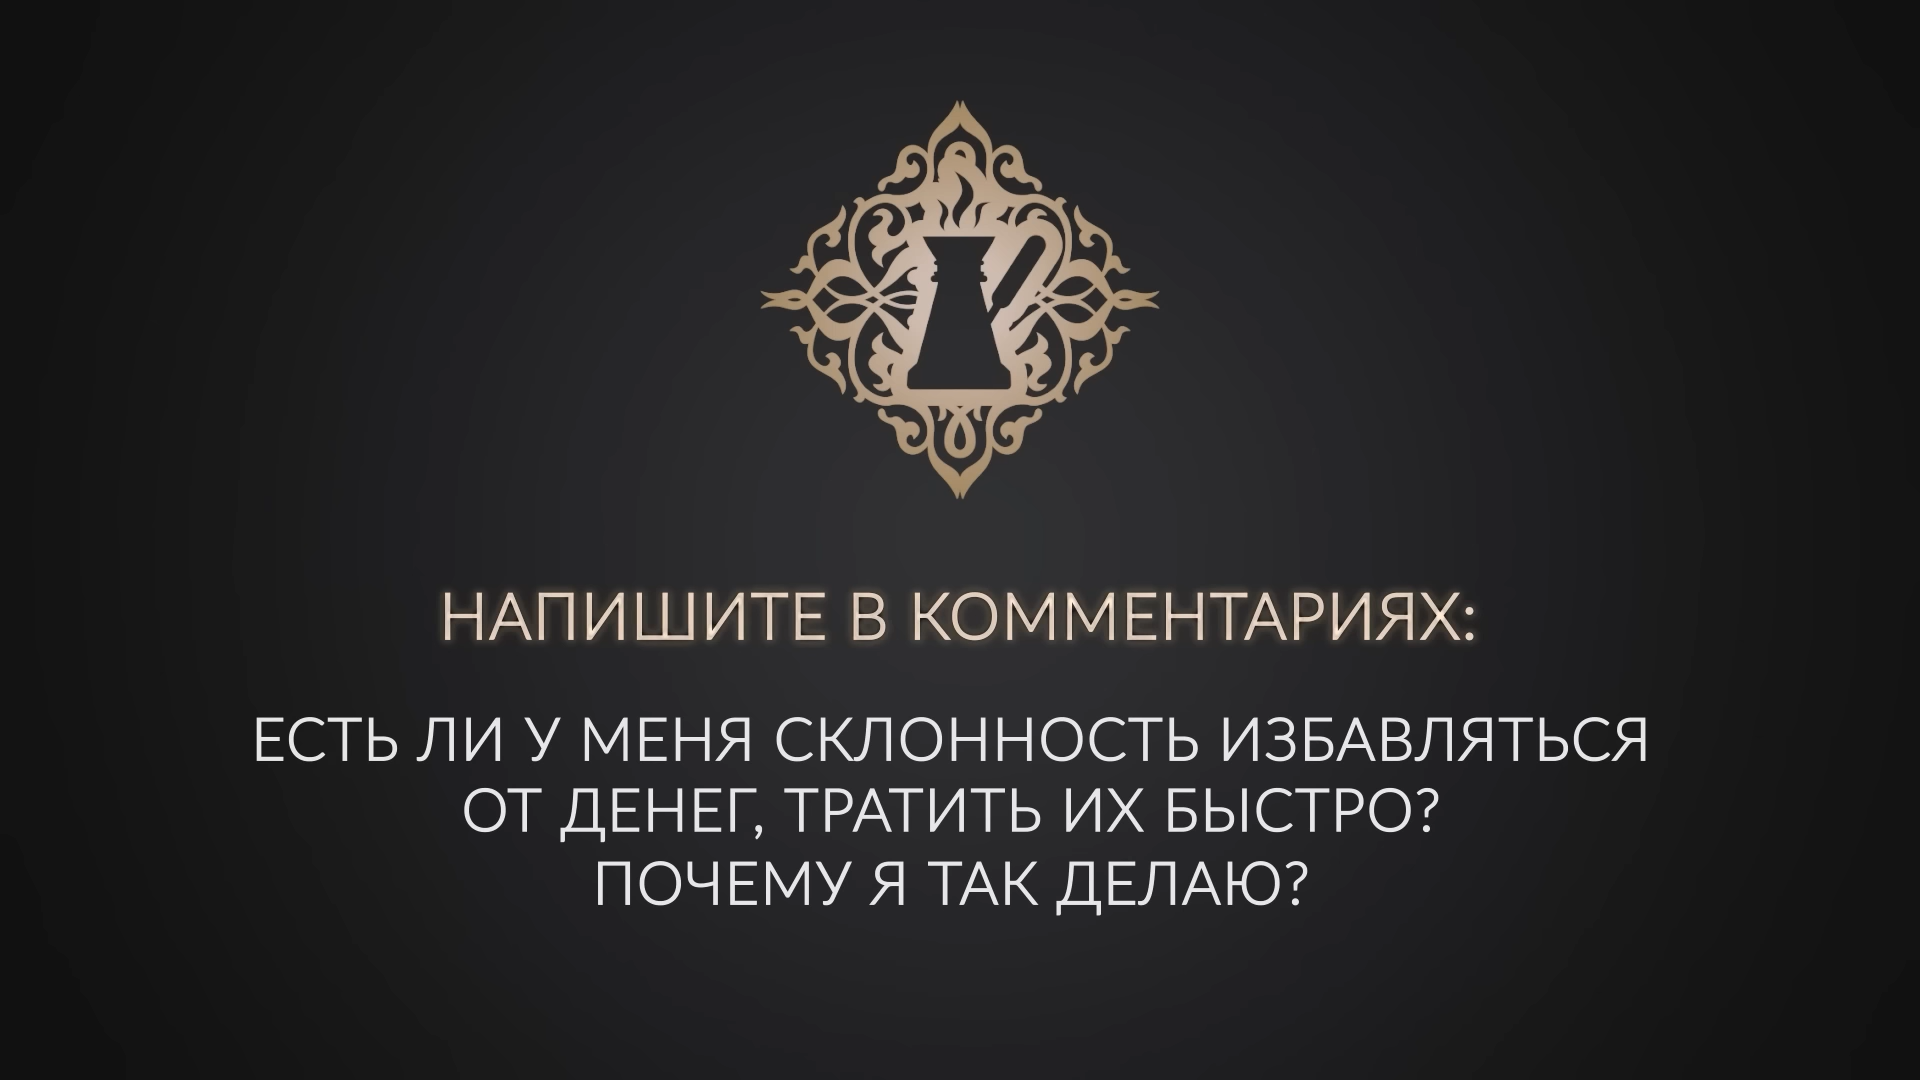 НАПИШИТЕ В КОММЕНТАРИЯХ:
ЕСТЬ ЛИ У МЕНЯ СКЛОННОСТЬ ИЗБАВЛЯТЬСЯ
ОТ ДЕНЕГ, ТРАТИТЬ ИХ БЫСТРО?
ПОЧЕМУ Я ТАК ДЕЛАЮ?